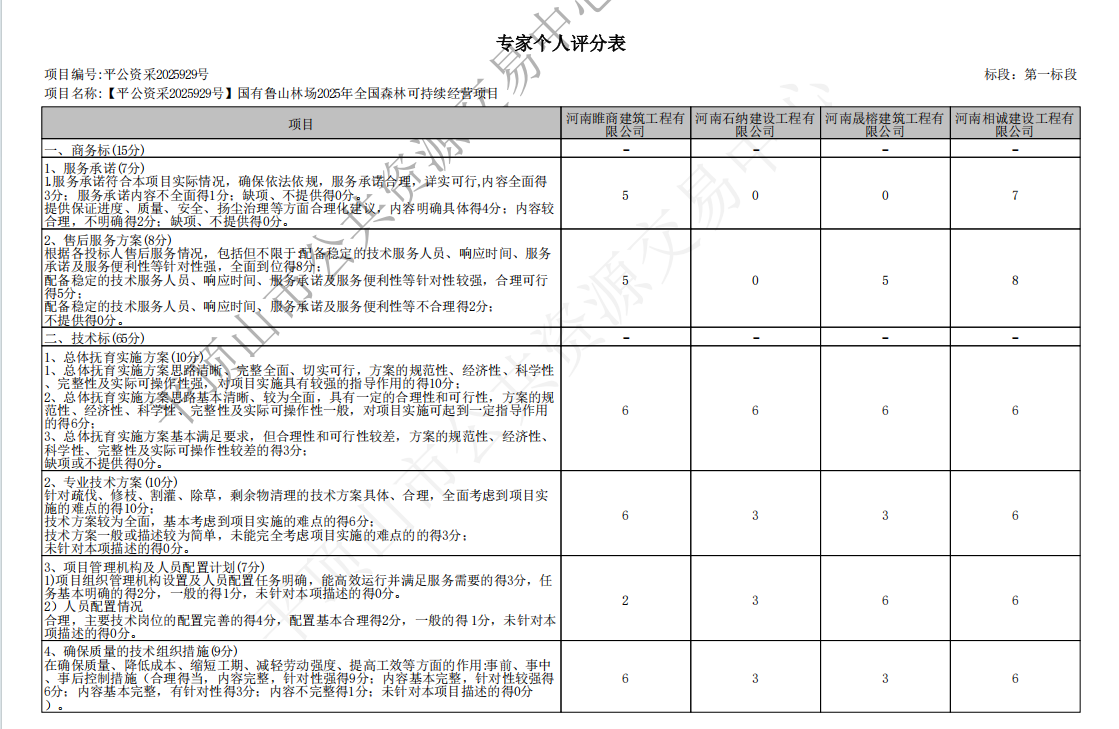 专家个人评分表
项目编号:平公资采2025929号
标段：第一标段
项目名称:【平公资采2025929号】国有鲁山林场2025年全国森林可持续经营项目
项目
河南睢商建筑工程有
限公司
河南石纳建设工程有
限公司
河南晟榕建筑工程有
限公司
河南相诚建设工程有
限公司
一、商务标(15分)
-
-
-
-
1、服务承诺(7分)
1.服务承诺符合本项目实际情况，确保依法依规，服务承诺合理，详实可行,内容全面得
3分；服务承诺内容不全面得1分；缺项、不提供得0分。
提供保证进度、质量、安全、扬尘治理等方面合理化建议，内容明确具体得4分；内容较
合理，不明确得2分；缺项、不提供得0分。
5
0
0
7
2、售后服务方案(8分)
根据各投标人售后服务情况，包括但不限于:配备稳定的技术服务人员、响应时间、服务
承诺及服务便利性等针对性强，全面到位得8分；
配备稳定的技术服务人员、响应时间、服务承诺及服务便利性等针对性较强，合理可行
得5分；
配备稳定的技术服务人员、响应时间、服务承诺及服务便利性等不合理得2分；
不提供得0分。
5
0
5
8
二、技术标(65分)
-
-
-
-
1、总体抚育实施方案(10分)
1、总体抚育实施方案思路清晰、完整全面、切实可行，方案的规范性、经济性、科学性
、完整性及实际可操作性强，对项目实施具有较强的指导作用的得10分；
2、总体抚育实施方案思路基本清晰、较为全面，具有一定的合理性和可行性，方案的规
范性、经济性、科学性、完整性及实际可操作性一般，对项目实施可起到一定指导作用
的得6分；
3、总体抚育实施方案基本满足要求，但合理性和可行性较差，方案的规范性、经济性、
科学性、完整性及实际可操作性较差的得3分；
缺项或不提供得0分。
6
6
6
6
2、专业技术方案(10分)
针对疏伐、修枝、割灌、除草，剩余物清理的技术方案具体、合理，全面考虑到项目实
施的难点的得10分；
技术方案较为全面，基本考虑到项目实施的难点的得6分；
技术方案一般或描述较为简单，未能完全考虑项目实施的难点的的得3分；
未针对本项描述的得0分。
6
3
3
6
3、项目管理机构及人员配置计划(7分)
1)项目组织管理机构设置及人员配置任务明确，能高效运行并满足服务需要的得3分，任
务基本明确的得2分，一般的得1分，未针对本项描述的得0分。
2）人员配置情况
合理，主要技术岗位的配置完善的得4分，配置基本合理得2分，一般的得 1分，未针对本
项描述的得0分。
2
3
6
6
4、确保质量的技术组织措施(9分)
在确保质量、降低成本、缩短工期、减轻劳动强度、提高工效等方面的作用:事前、事中
、事后控制措施（合理得当，内容完整，针对性强得9分；内容基本完整，针对性较强得
6分；内容基本完整，有针对性得3分；内容不完整得1分；未针对本项目描述的得0分
）。
6
3
3
6
平顶山市公共资源交易中心
平顶山市公共资源交易中心